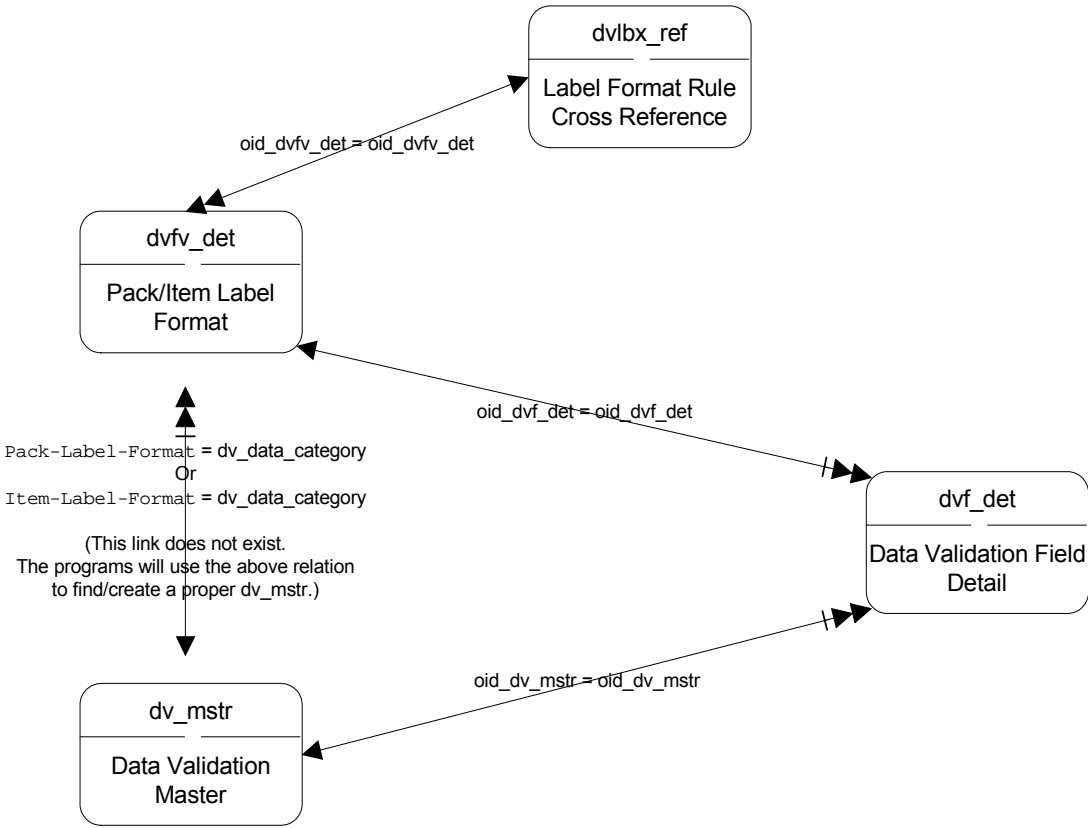 dvlbx_ref
Label Format Rule
Cross Reference
oid_dvfv_det = oid_dvfv_det
dvfv_det
Pack/Item Label
Format
oid_dvf_det = oid_dvf_det
Pack-Label-Format = dv_data_category
Or
Item-Label-Format = dv_data_category
(This link does not exist.
The programs will use the above relation
to find/create a proper dv_mstr.)
dvf_det
Data Validation Field
Detail
oid_dv_mstr = oid_dv_mstr
dv_mstr
Data Validation
Master